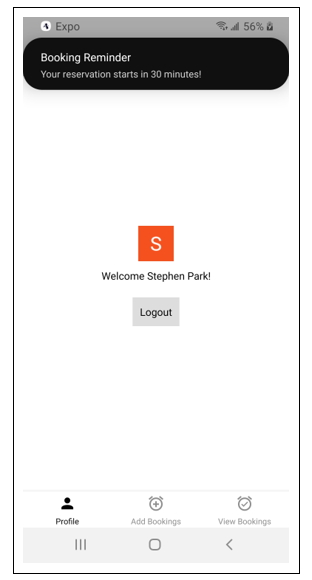 Expo 56%
Booking Reminder
Your reservation starts in 30 minutes!
S
Welcome Stephen Park!
Logout
Profile Add Bookings View Bookings